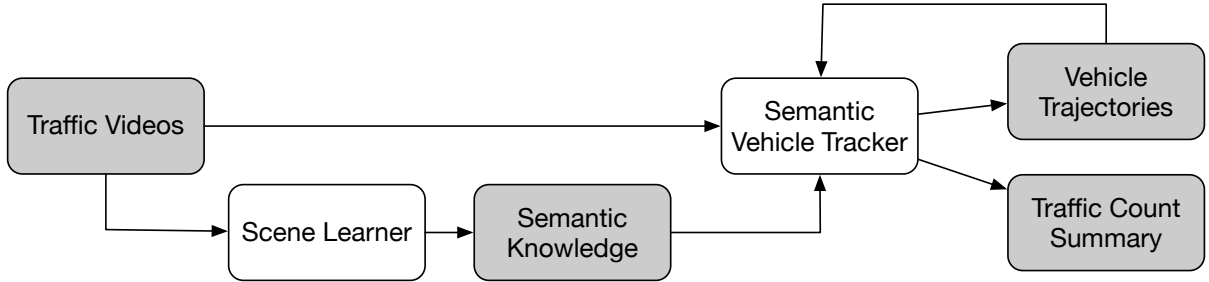 Traffic Videos
Scene Learner
Semantic
Knowledge
Semantic
Vehicle Tracker
Vehicle
Trajectories
Traffic Count
Summary